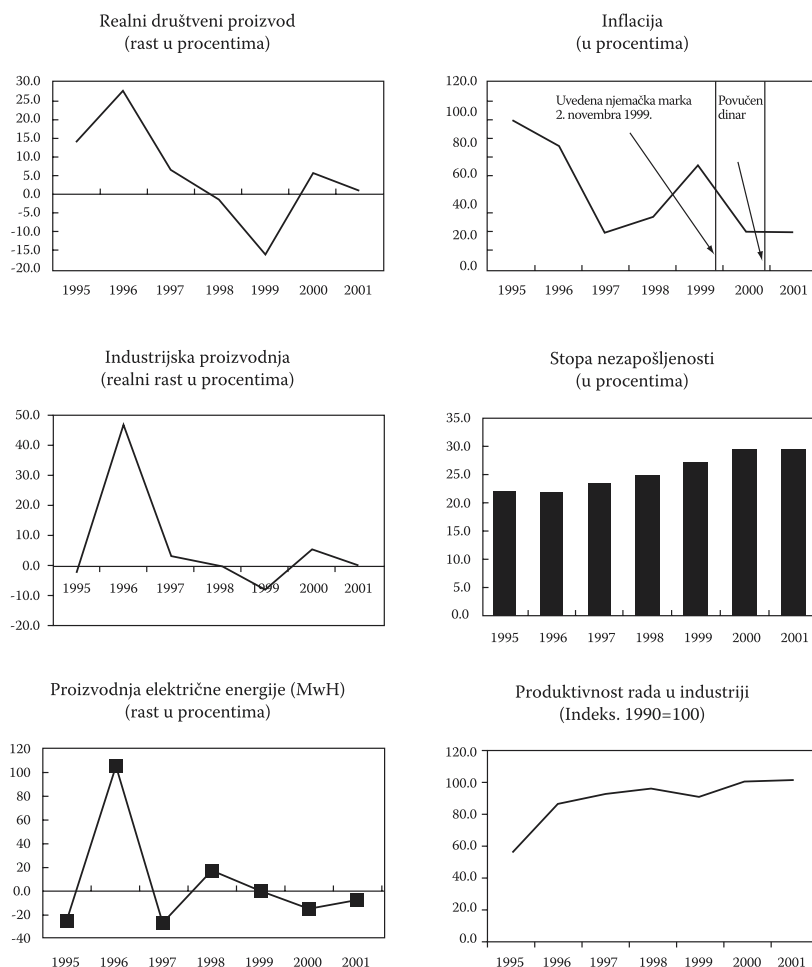 Realni društveni proizvod
(rast u procentima)
30.0
25.0
20.0
15.0
10.0
5.0
0.0
-5.0
-10.0
-15.0
-20.0
1995 1996 1997 1998 1999 2000 2001
Inflacija
(u procentima)
120.0
100.0
80.0
60.0
40.0
20.0
0.0
Uvedena njemačka marka
2. novembra 1999.
Povučen
dinar
1995 1996 1997 1998 1999 2000 2001
Industrijska proizvodnja
(realni rast u procentima)
50.0
40.0
30.0
20.0
10.0
0.0
-10.0
-20.0
1995 1996 1997 1998 1999 2000 2001
Stopa nezapošljenosti
(u procentima)
35.0
30.0
25.0
20.0
15.0
10.0
5.0
0.0
1995 1996 1997 1998 1999 2000 2001
Proizvodnja električne energije (MwH)
(rast u procentima)
120
100
80
60
40
20
0.0
-20
-40
1995 1996 1997 1998 1999 2000 2001
Produktivnost rada u industriji
(Indeks. 1990=100)
120.0
100.0
80.0
60.0
40.0
20.0
0.0
1995 1996 1997 1998 1999 2000 2001